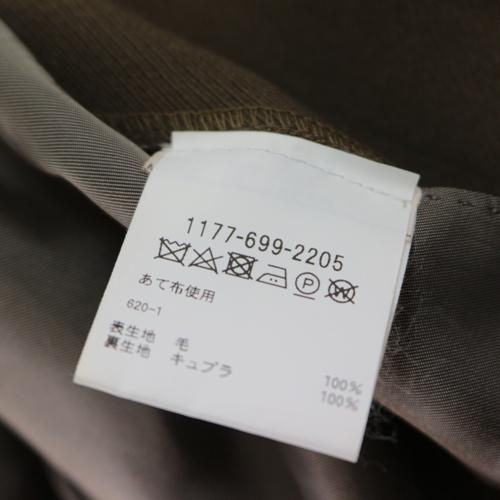 1177-699-2205
P W
あて布使用
620-1
表生地 毛 100%
裏生地 キュプラ 100%